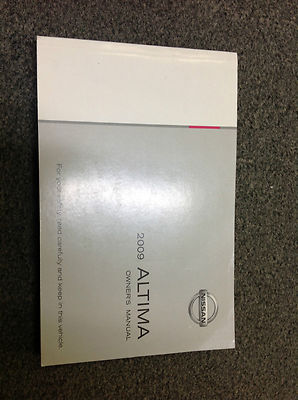 2009 ALTIMA
OWNER'S MANUAL
For your safety, read carefully and keep in this vehicle.
NISSAN